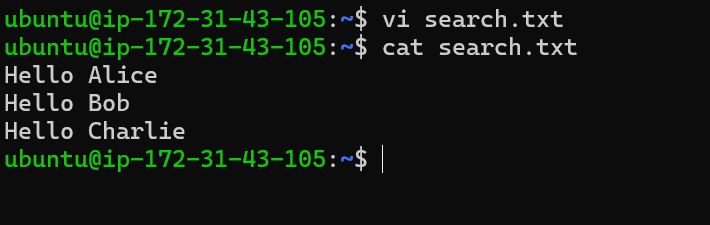 ubuntu@ip-172-31-43-105:~$ vi search.txt
ubuntu@ip-172-31-43-105:~$ cat search.txt
Hello Alice
Hello Bob
Hello Charlie
ubuntu@ip-172-31-43-105:~$